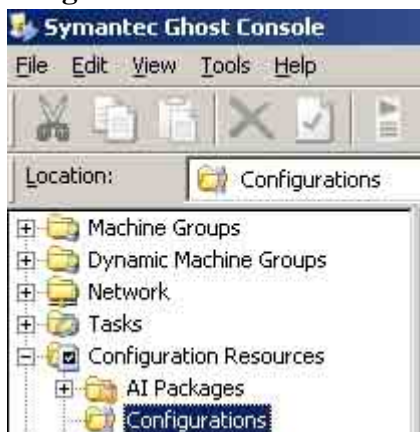 Symantec Ghost Console
File Edit View Tools Help
Location: Configurations
Machine Groups
Dynamic Machine Groups
Network
Tasks
Configuration Resources
AI Packages
Configurations